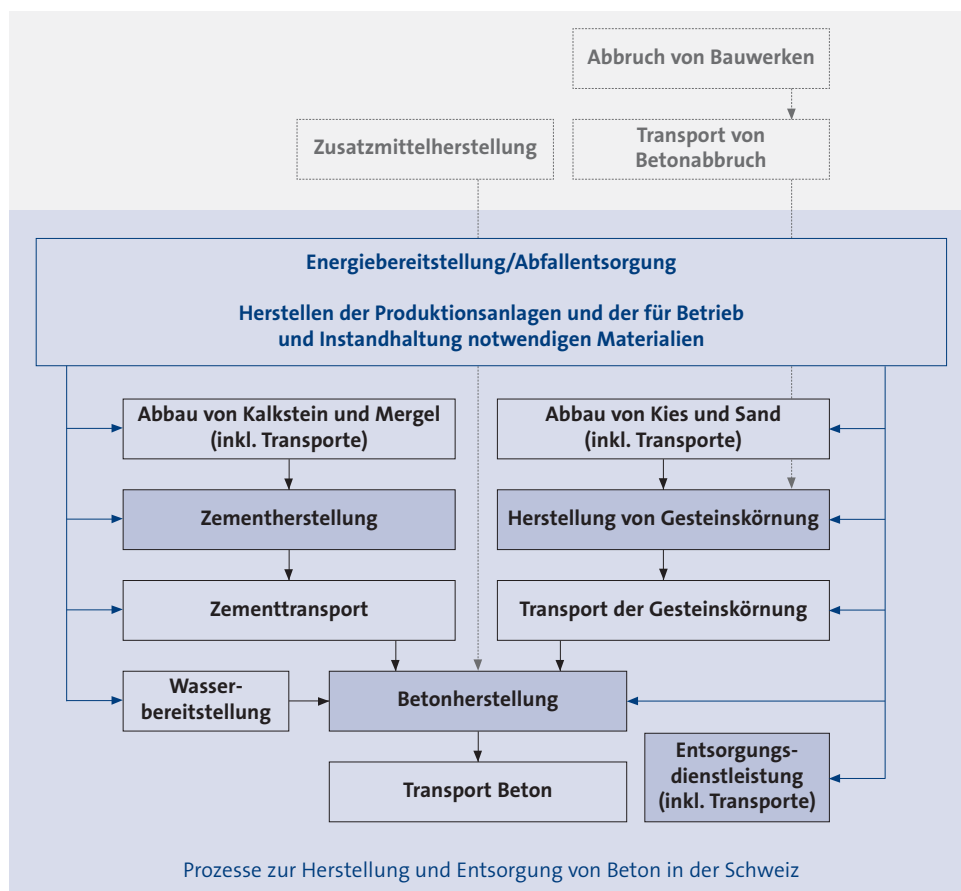 Abbruch von Bauwerken
Zusatzmittelherstellung
Transport von
Betonabbruch
Energiebereitstellung/Abfallentsorgung
Herstellen der Produktionsanlagen und der für Betrieb
und Instandhaltung notwendigen Materialien
Abbau von Kalkstein und Mergel
(inkl. Transporte)
Abbau von Kies und Sand
(inkl. Transporte)
Zementherstellung
Herstellung von Gesteinskörnung
Zementtransport
Transport der Gesteinskörnung
Wasser-
bereitstellung
Betonherstellung
Transport Beton
Entsorgungs-
dienstleistung
(inkl. Transporte)
Prozesse zur Herstellung und Entsorgung von Beton in der Schweiz